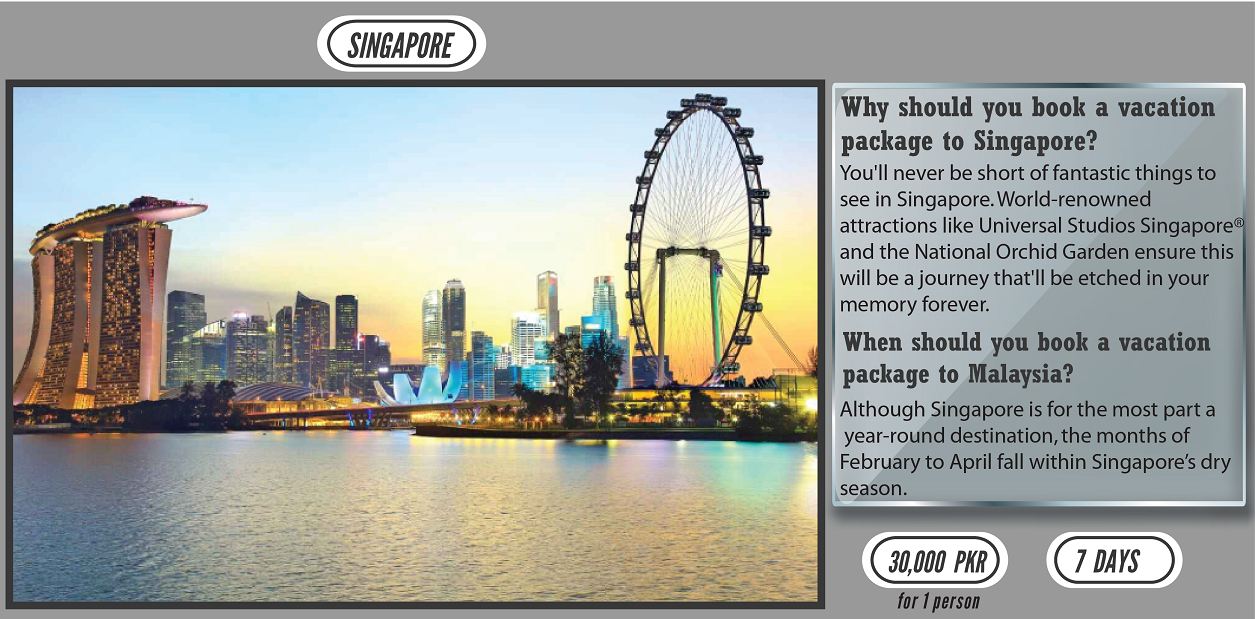 SINGAPORE
Why should you book a vacation
package to Singapore?
You'll never be short of fantastic things to
see in Singapore. World-renowned
attractions like Universal Studios Singapore®
and the National Orchid Garden ensure this
will be a journey that'll be etched in your
memory forever.
When should you book a vacation
package to Malaysia?
Although Singapore is for the most part a
year-round destination, the months of
February to April fall within Singapore’s dry
season.
30,000 PKR
7 DAYS
for 1 person